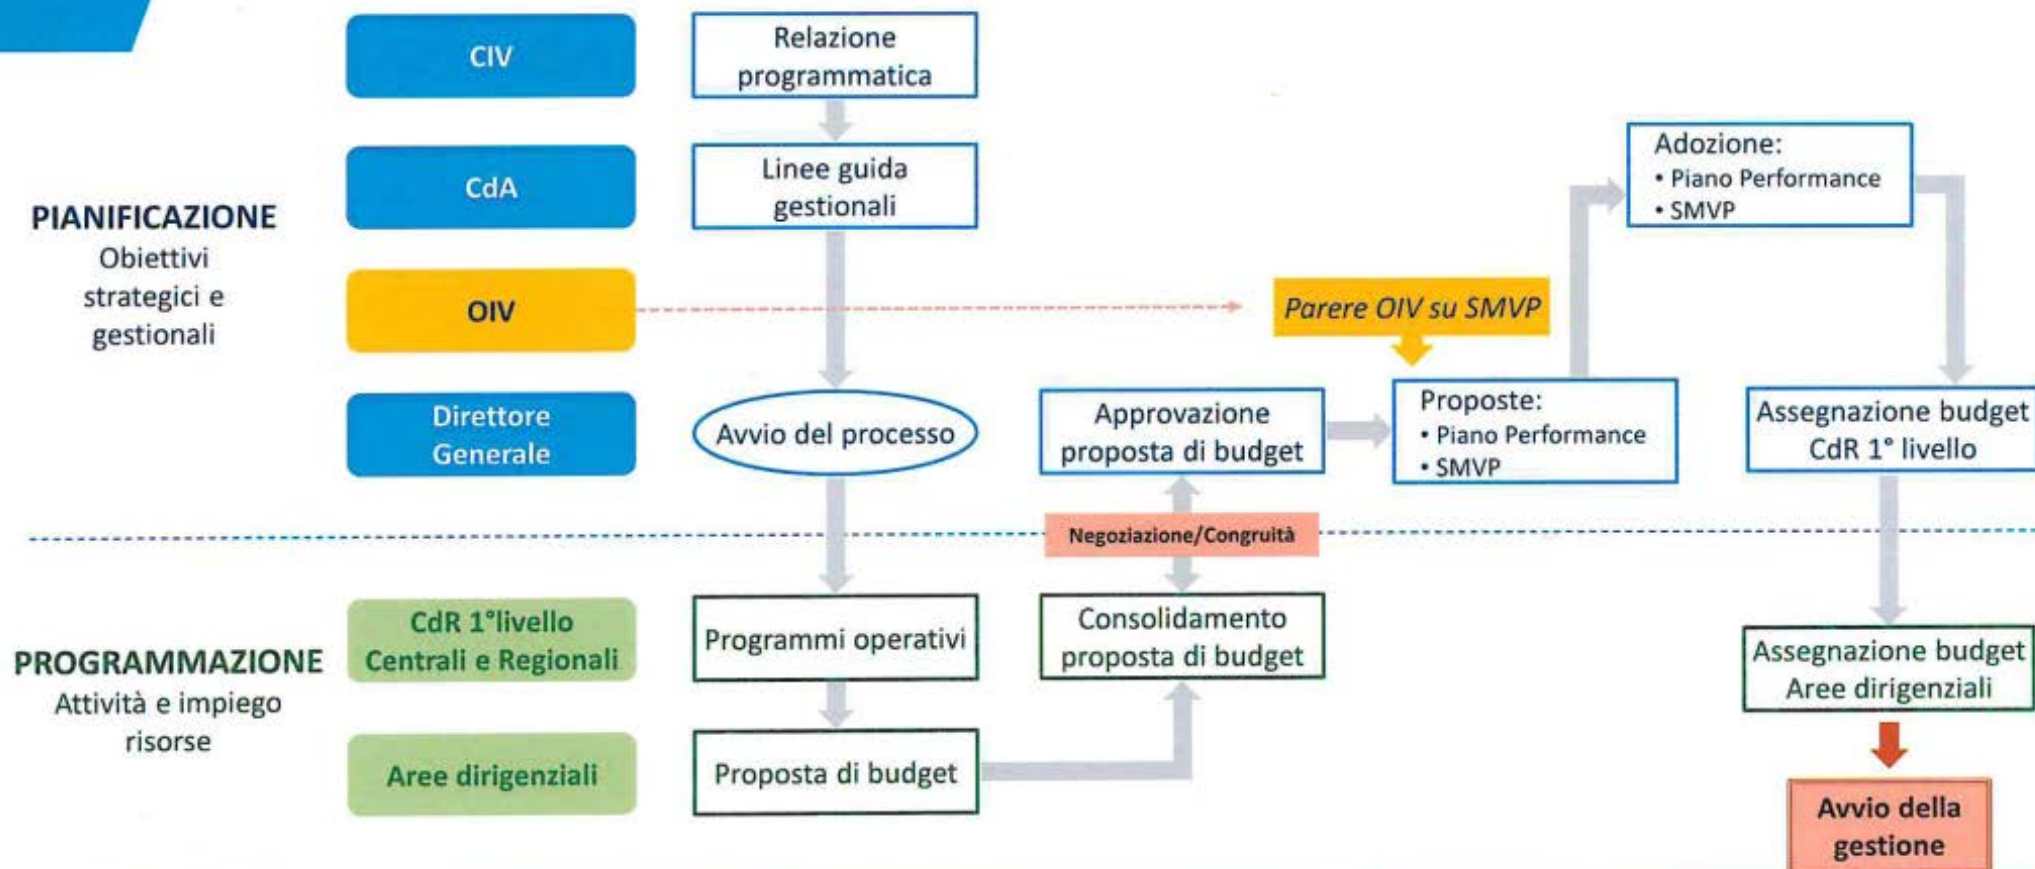 CIV
Relazione
programmatica
CdA
Linee guida
gestionali
Adozione:
• Piano Performance
• SMVP
PIANIFICAZIONE
Obiettivi
strategici e
gestionali
OIV
Parere OIV su SMVP
Direttore
Generale
Avvio del processo
Approvazione
proposta di budget
Proposte:
• Piano Performance
• SMVP
Assegnazione budget
CdR 1° livello
Negoziazione/Congruità
PROGRAMMAZIONE
Attività e impiego
risorse
CdR 1°livello
Centrali e Regionali
Programmi operativi
Consolidamento
proposta di budget
Assegnazione budget
Aree dirigenziali
Aree dirigenziali
Proposta di budget
Avvio della
gestione